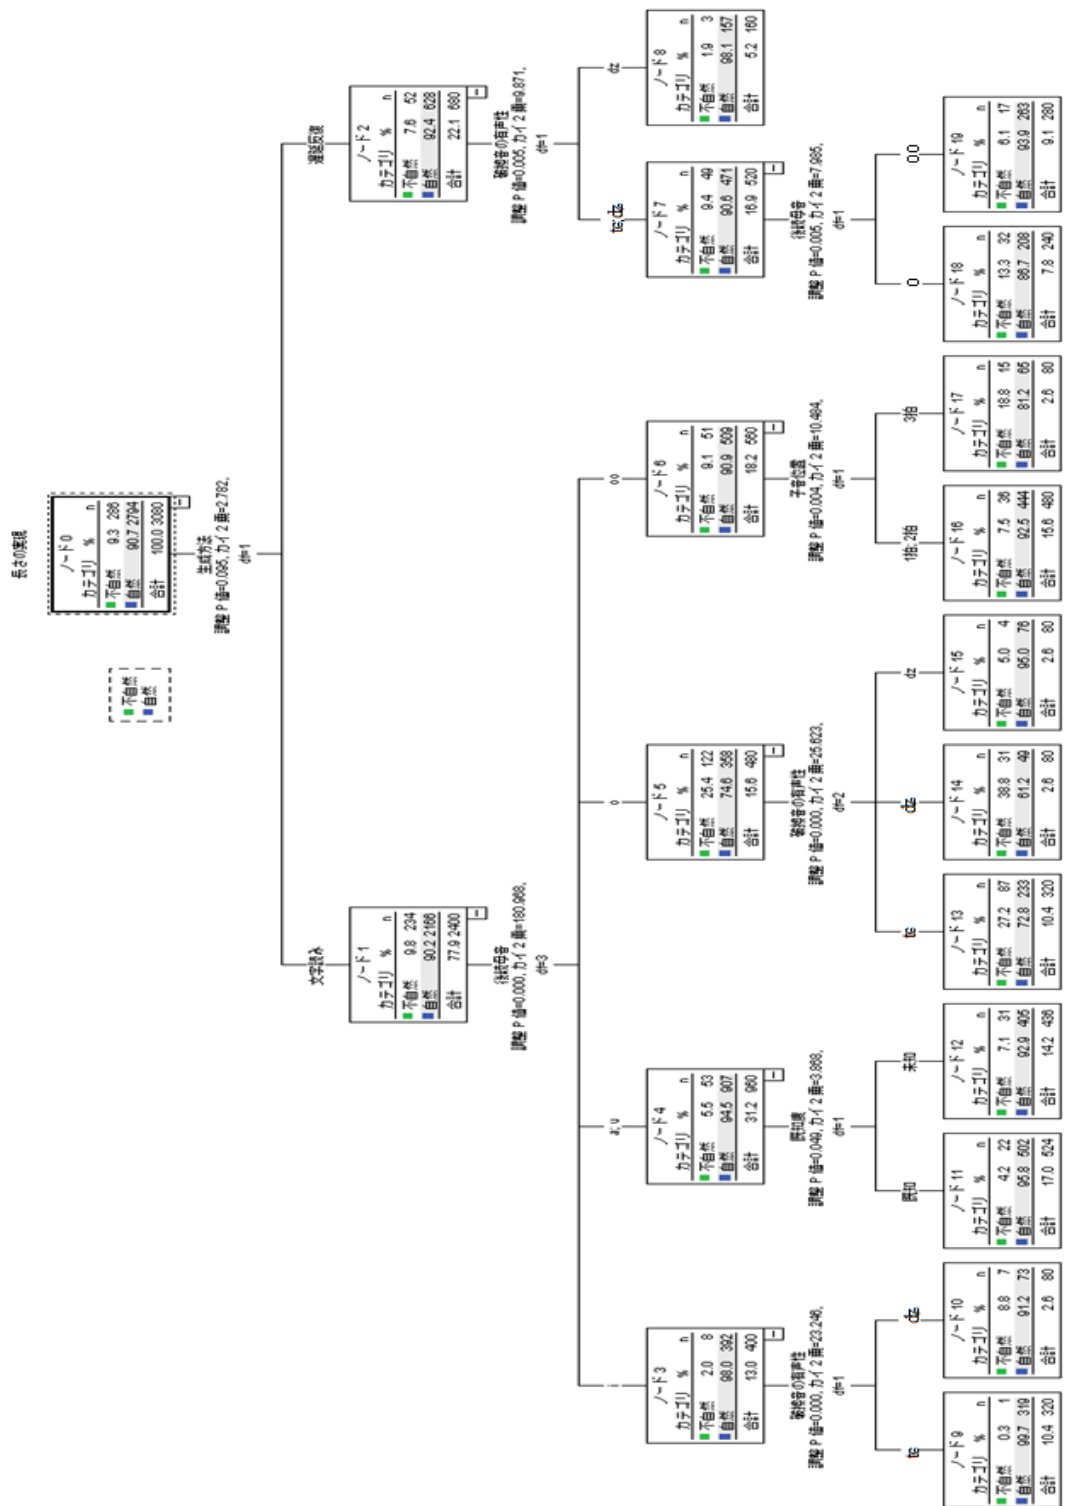 長さの実現
ノード 0
カテゴリ % n
不自然 9.3 286
自然 90.7 2794
合計 100.0 3080
不自然
自然
生成方法
調整 P 値=0.095, カイ 2 乗=2.782,
df=1
文字読み
ノード 1
カテゴリ % n
不自然 9.8 234
自然 90.2 2166
合計 77.9 2400
後続母音
調整 P 値=0.000, カイ 2 乗=180.968,
df=3
遅延反復
ノード 2
カテゴリ % n
不自然 7.6 52
自然 92.4 628
合計 22.1 680
破擦音の有声性
調整 P 値=0.005, カイ 2 乗=9.871,
df=1
i
ノード 3
カテゴリ % n
不自然 2.0 8
自然 98.0 392
合計 13.0 400
破擦音の有声性
調整 P 値=0.000, カイ 2 乗=23.246,
df=1
a; u
ノード 4
カテゴリ % n
不自然 5.5 53
自然 94.5 907
合計 31.2 960
既知度
調整 P 値=0.049, カイ 2 乗=3.868,
df=1
o
ノード 5
カテゴリ % n
不自然 25.4 122
自然 74.6 358
合計 15.6 480
破擦音の有声性
調整 P 値=0.000, カイ 2 乗=25.623,
df=2
oo
ノード 6
カテゴリ % n
不自然 9.1 51
自然 90.9 509
合計 18.2 560
子音位置
調整 P 値=0.004, カイ 2 乗=10.484,
df=1
tɕ; dʑ
ノード 7
カテゴリ % n
不自然 9.4 49
自然 90.6 471
合計 16.9 520
後続母音
調整 P 値=0.005, カイ 2 乗=7.985,
df=1
dz
ノード 8
カテゴリ % n
不自然 1.9 3
自然 98.1 157
合計 5.2 160
tɕ
ノード 9
カテゴリ % n
不自然 0.3 1
自然 99.7 319
合計 10.4 320
dʑ
ノード 10
カテゴリ % n
不自然 8.8 7
自然 91.2 73
合計 2.6 80
既知
ノード 11
カテゴリ % n
不自然 4.2 22
自然 95.8 502
合計 17.0 524
未知
ノード 12
カテゴリ % n
不自然 7.1 31
自然 92.9 405
合計 14.2 436
tɕ
ノード 13
カテゴリ % n
不自然 27.2 87
自然 72.8 233
合計 10.4 320
dʑ
ノード 14
カテゴリ % n
不自然 38.8 31
自然 61.2 49
合計 2.6 80
dz
ノード 15
カテゴリ % n
不自然 5.0 4
自然 95.0 76
合計 2.6 80
1拍; 2拍
ノード 16
カテゴリ % n
不自然 7.5 36
自然 92.5 444
合計 15.6 480
3拍
ノード 17
カテゴリ % n
不自然 18.8 15
自然 81.2 65
合計 2.6 80
o
ノード 18
カテゴリ % n
不自然 13.3 32
自然 86.7 208
合計 7.8 240
oo
ノード 19
カテゴリ % n
不自然 6.1 17
自然 93.9 263
合計 9.1 280